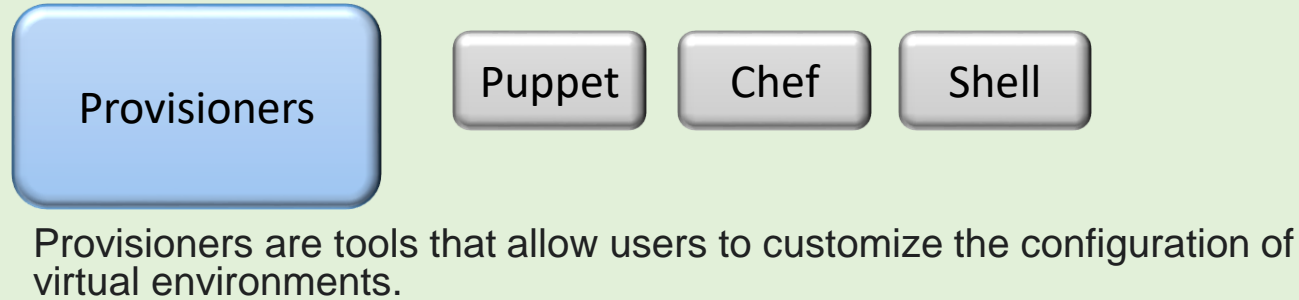 Provisioners
Puppet
Chef
Shell
Provisioners are tools that allow users to customize the configuration of
virtual environments.